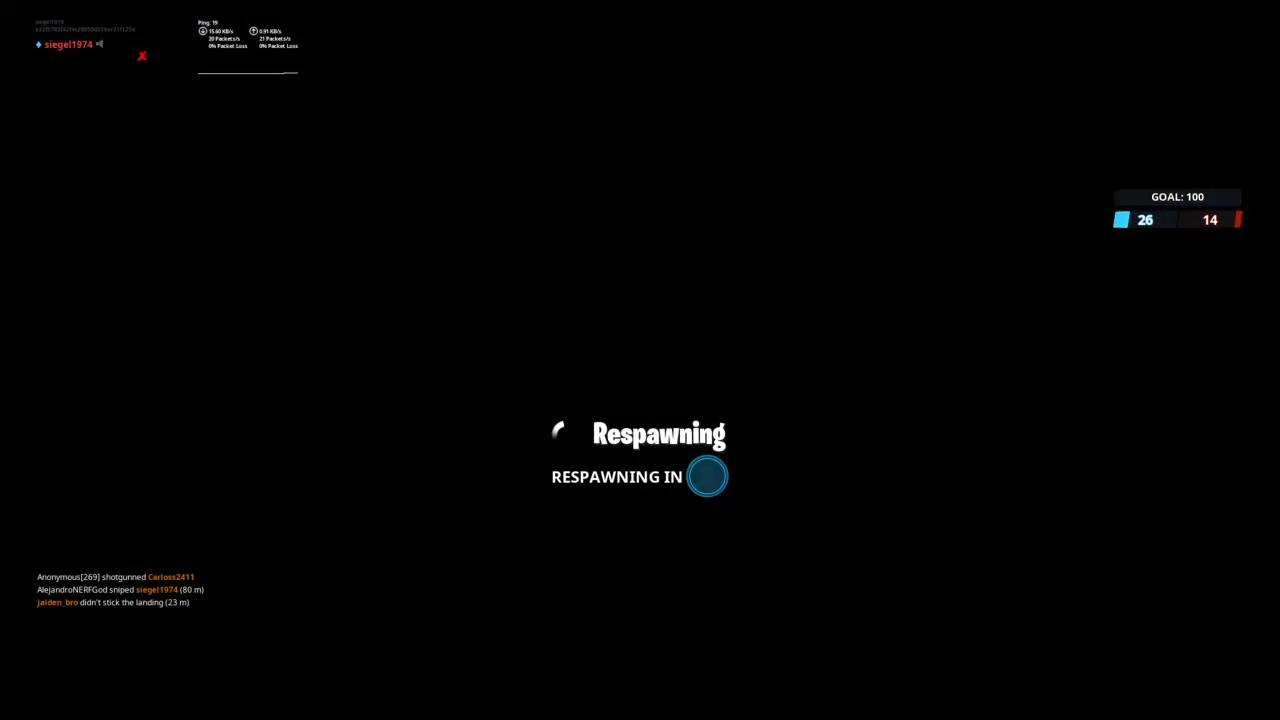 siegel1974
siegel1974
Ping: 19
15.60 KB/s 0.91 KB/s
20 Packets/s 21 Packets/s
0% Packet Loss 0% Packet Loss
GOAL: 100
26 14
Respawning
RESPAWNING IN
Anonymous[269] shotgunned Carloss2411
AlejandroNERFGod sniped siegel1974 (80 m)
jaiden_bro didn't stick the landing (23 m)